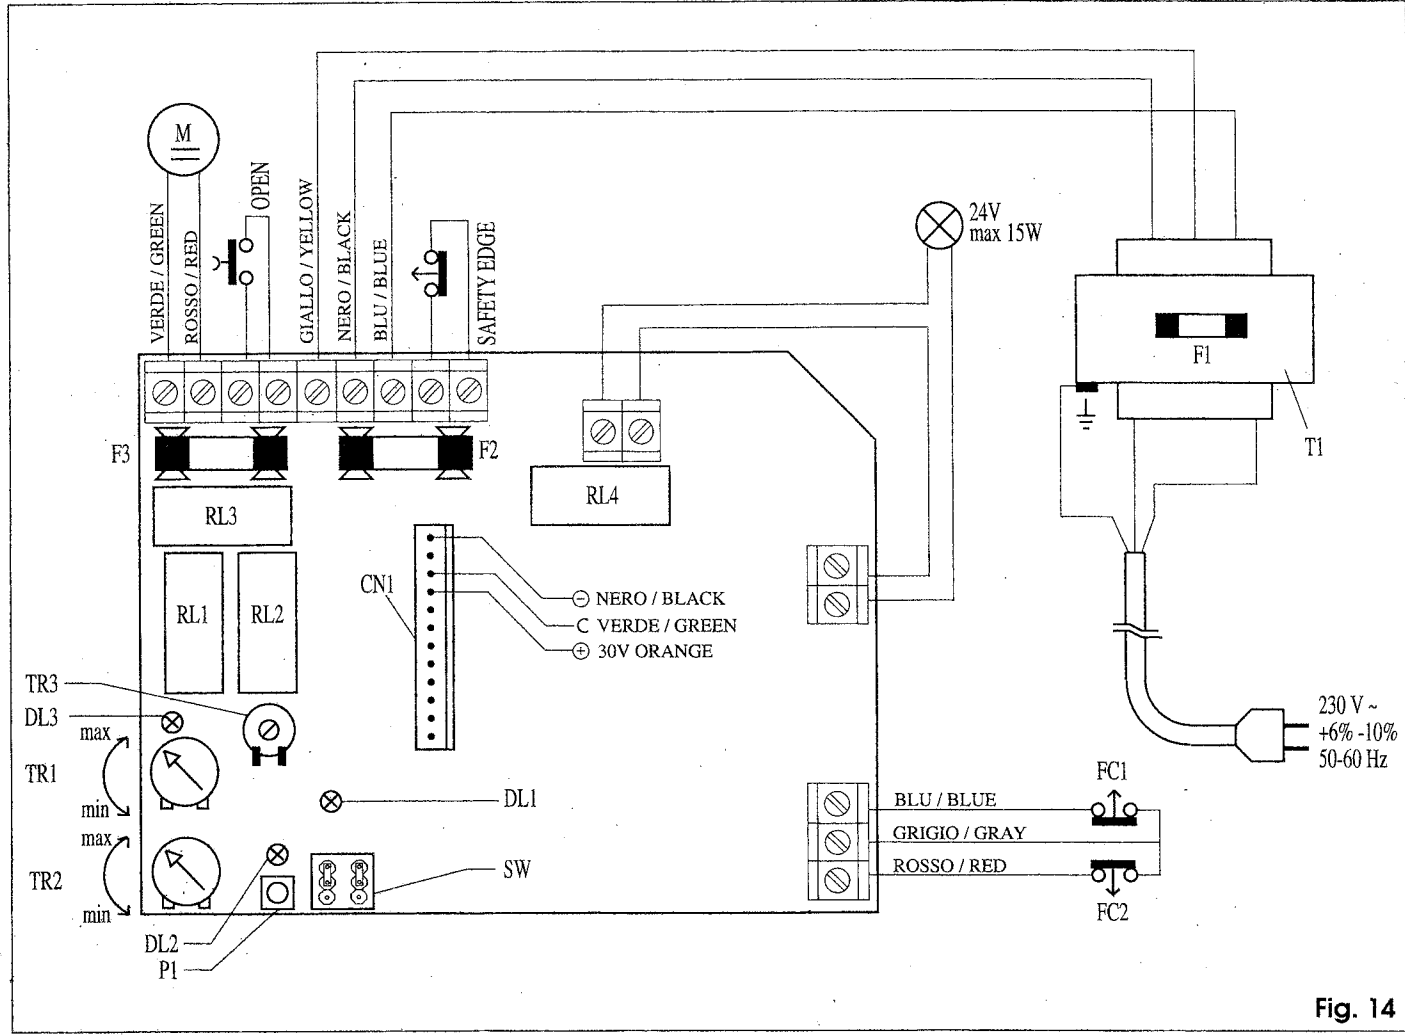 M
VERDE / GREEN
ROSSO / RED
OPEN
GIALLO / YELLOW
NERO / BLACK
BLU / BLUE
SAFETY EDGE
24V
max 15W
F1
T1
F3
F2
RL3
RL4
RL1
RL2
CN1
- NERO / BLACK
C VERDE / GREEN
+ 30V ORANGE
TR3
DL3
max
TR1
min
max
TR2
min
DL1
SW
DL2
P1
230 V ~
+6% -10%
50-60 Hz
FC1
BLU / BLUE
GRIGIO / GRAY
ROSSO / RED
FC2
Fig. 14